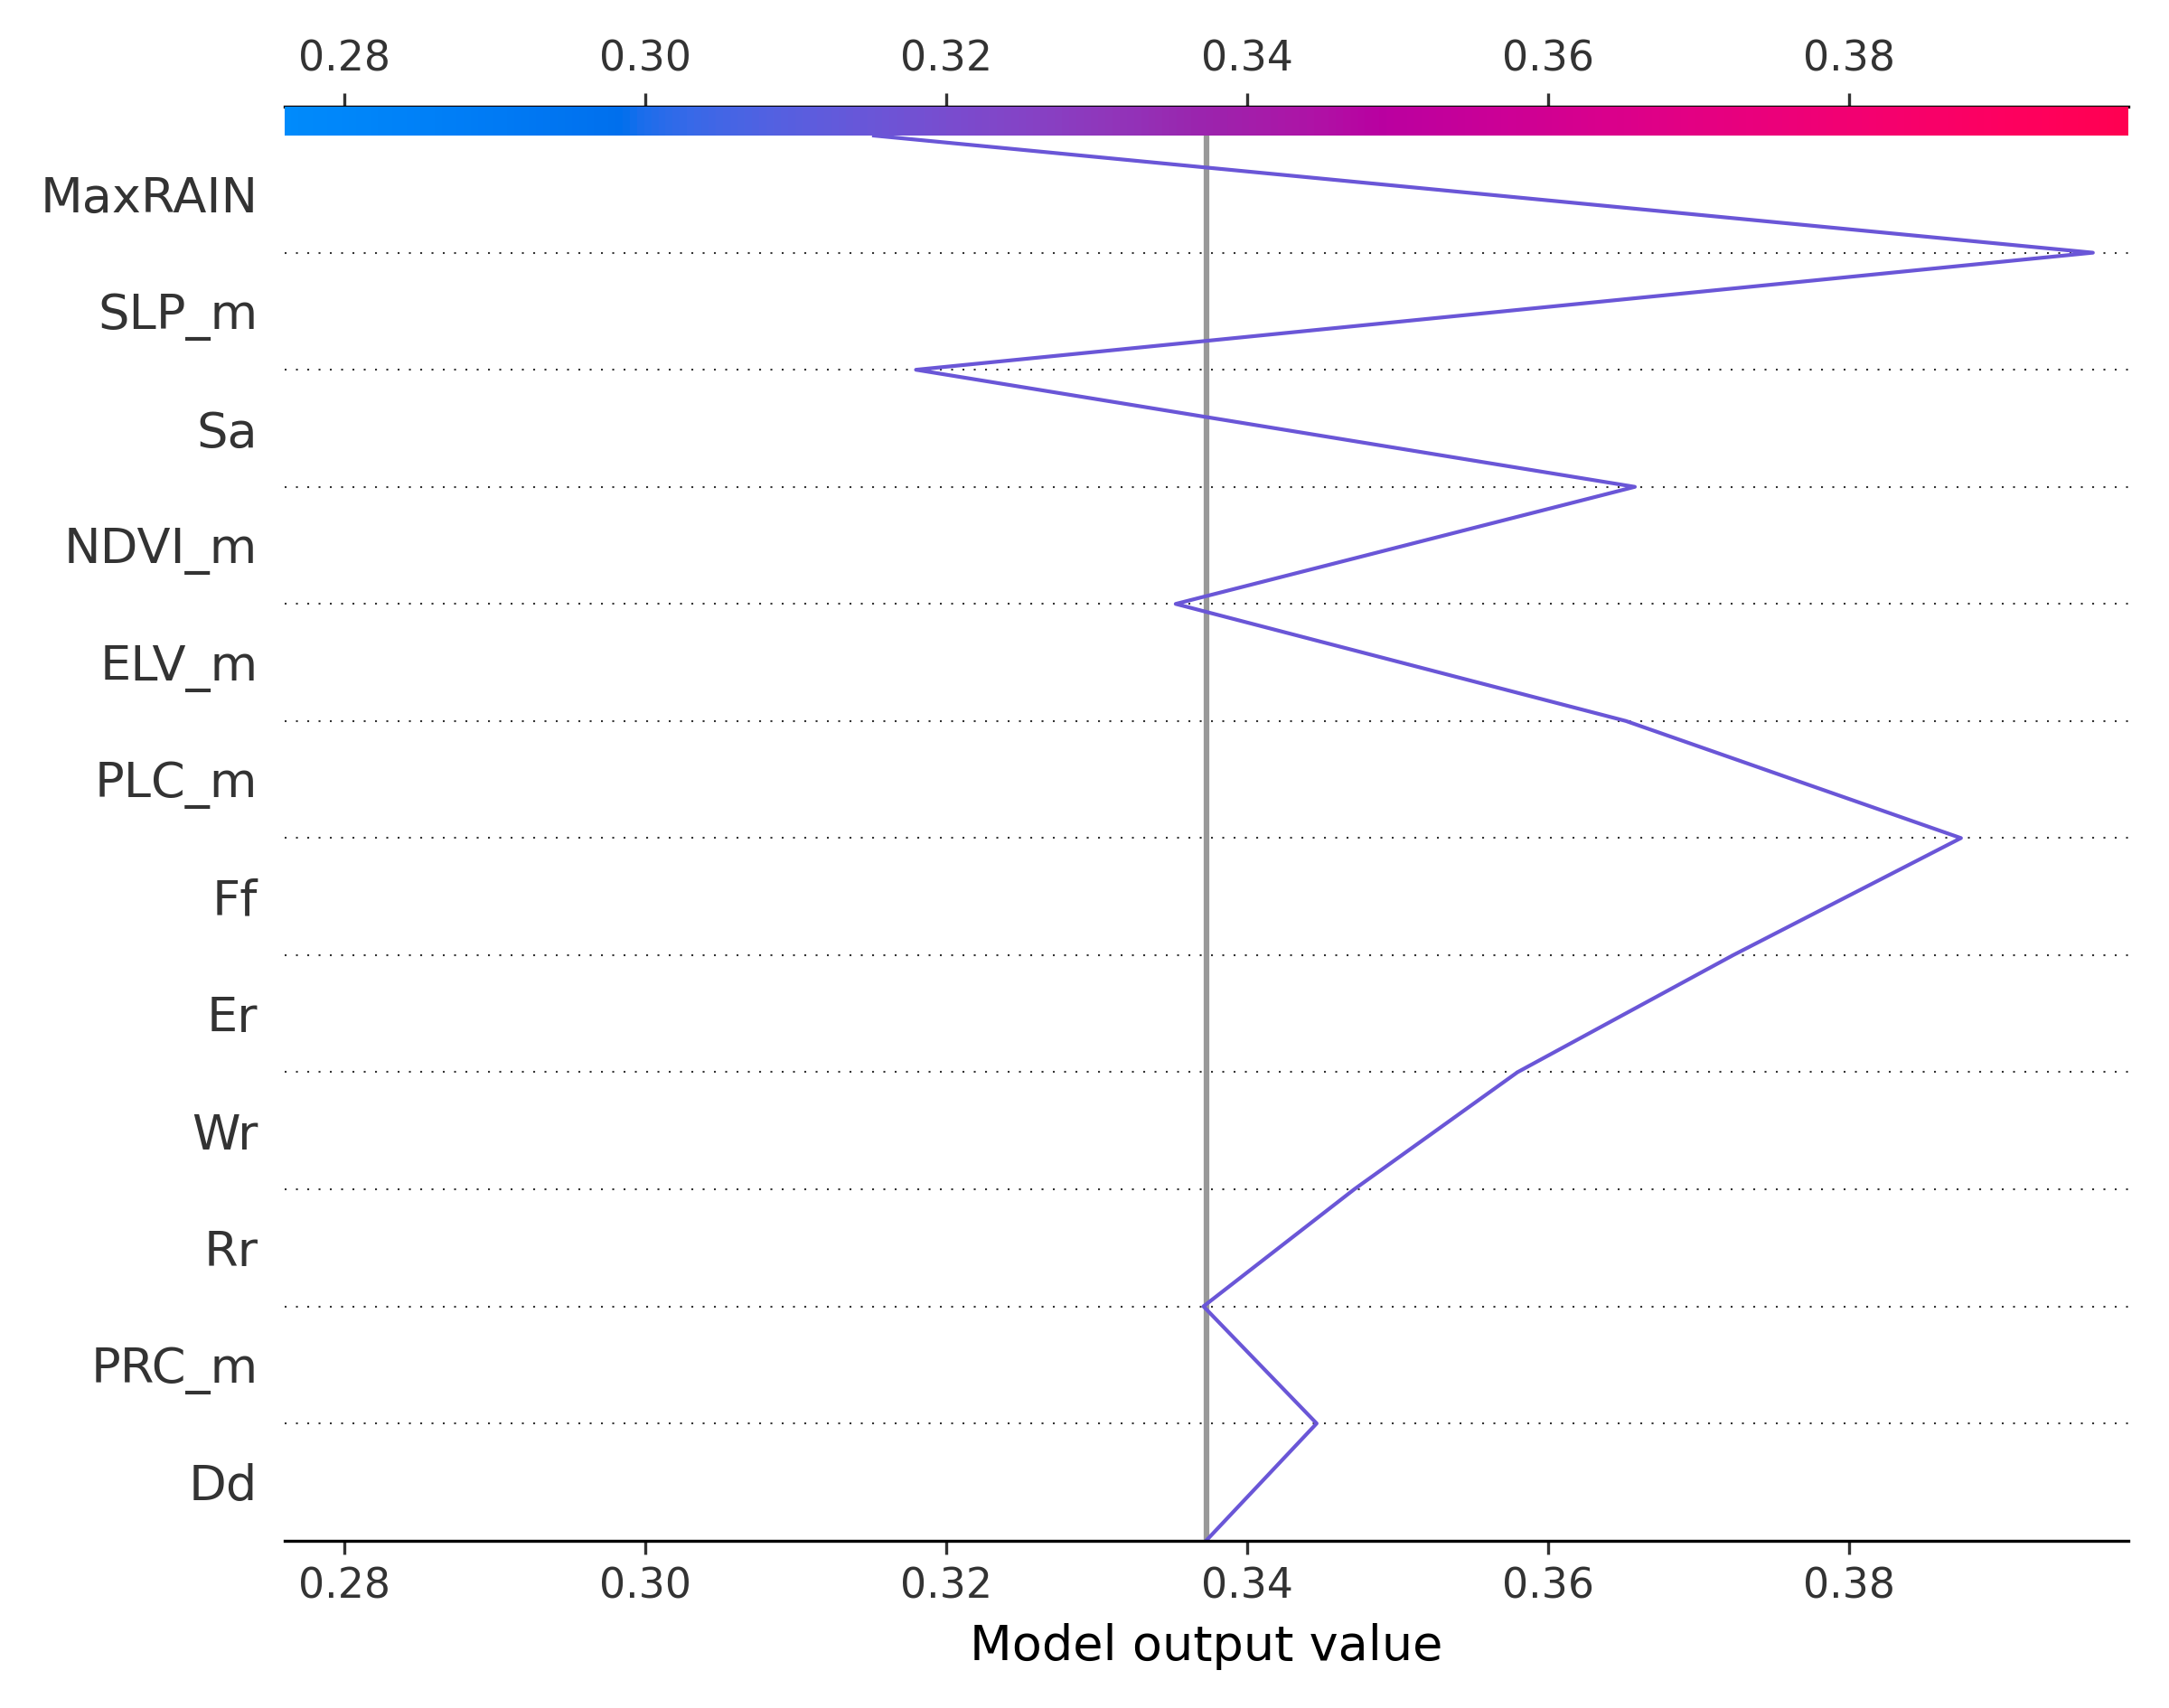 0.28 0.30 0.32 0.34 0.36 0.38
MaxRAIN
SLP_m
Sa
NDVI_m
ELV_m
PLC_m
Ff
Er
Wr
Rr
PRC_m
Dd
0.28 0.30 0.32 0.34 0.36 0.38
Model output value